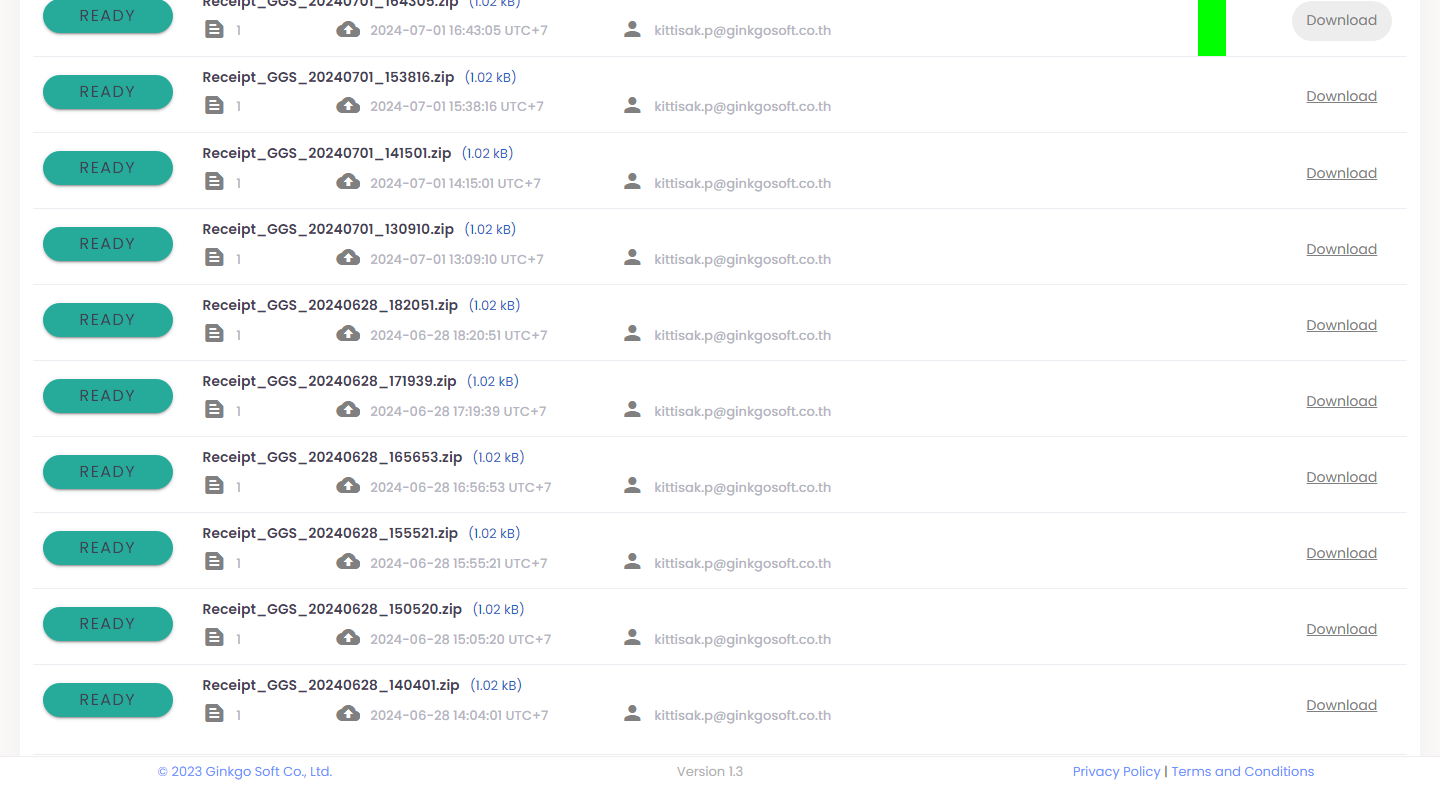 READY
Receipt_GGS_20240701_164305.zip (1.02 kB)
1 2024-07-01 16:43:05 UTC+7 kittisak.p@ginkgosoft.co.th
Download
READY
Receipt_GGS_20240701_153816.zip (1.02 kB)
1 2024-07-01 15:38:16 UTC+7 kittisak.p@ginkgosoft.co.th
Download
READY
Receipt_GGS_20240701_141501.zip (1.02 kB)
1 2024-07-01 14:15:01 UTC+7 kittisak.p@ginkgosoft.co.th
Download
READY
Receipt_GGS_20240701_130910.zip (1.02 kB)
1 2024-07-01 13:09:10 UTC+7 kittisak.p@ginkgosoft.co.th
Download
READY
Receipt_GGS_20240628_182051.zip (1.02 kB)
1 2024-06-28 18:20:51 UTC+7 kittisak.p@ginkgosoft.co.th
Download
READY
Receipt_GGS_20240628_171939.zip (1.02 kB)
1 2024-06-28 17:19:39 UTC+7 kittisak.p@ginkgosoft.co.th
Download
READY
Receipt_GGS_20240628_165653.zip (1.02 kB)
1 2024-06-28 16:56:53 UTC+7 kittisak.p@ginkgosoft.co.th
Download
READY
Receipt_GGS_20240628_155521.zip (1.02 kB)
1 2024-06-28 15:55:21 UTC+7 kittisak.p@ginkgosoft.co.th
Download
READY
Receipt_GGS_20240628_150520.zip (1.02 kB)
1 2024-06-28 15:05:20 UTC+7 kittisak.p@ginkgosoft.co.th
Download
READY
Receipt_GGS_20240628_140401.zip (1.02 kB)
1 2024-06-28 14:04:01 UTC+7 kittisak.p@ginkgosoft.co.th
Download
© 2023 Ginkgo Soft Co., Ltd. Version 1.3 Privacy Policy | Terms and Conditions